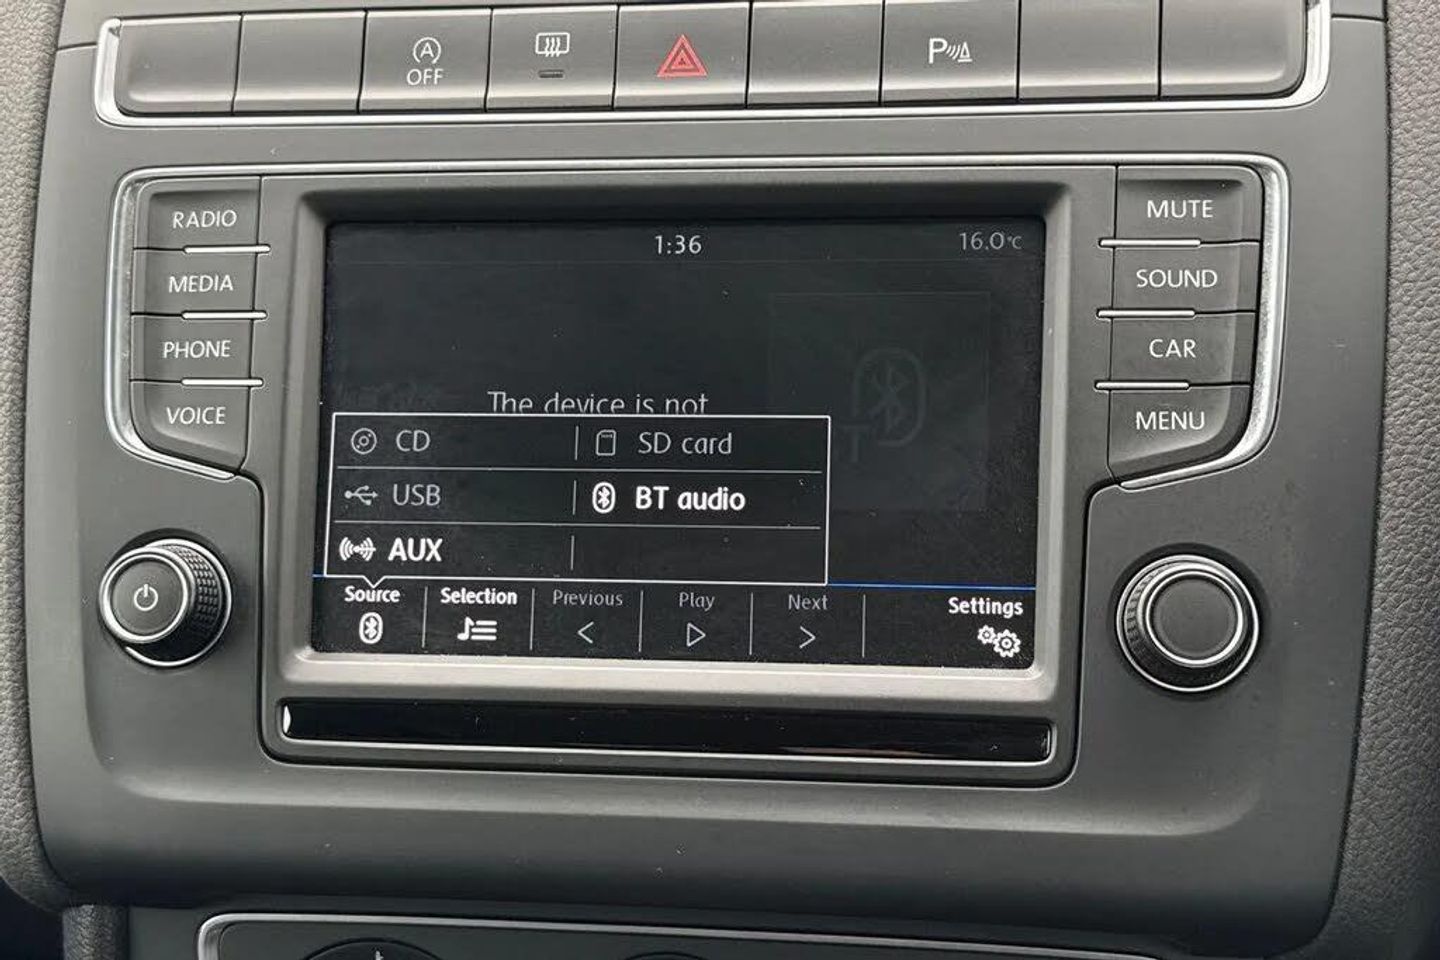 A
OFF
P
RADIO
MEDIA
PHONE
VOICE
1:36
16.0°C
The device is not
CD
SD card
USB
BT audio
AUX
Source
Selection
Previous
Play
Next
Settings
MUTE
SOUND
CAR
MENU